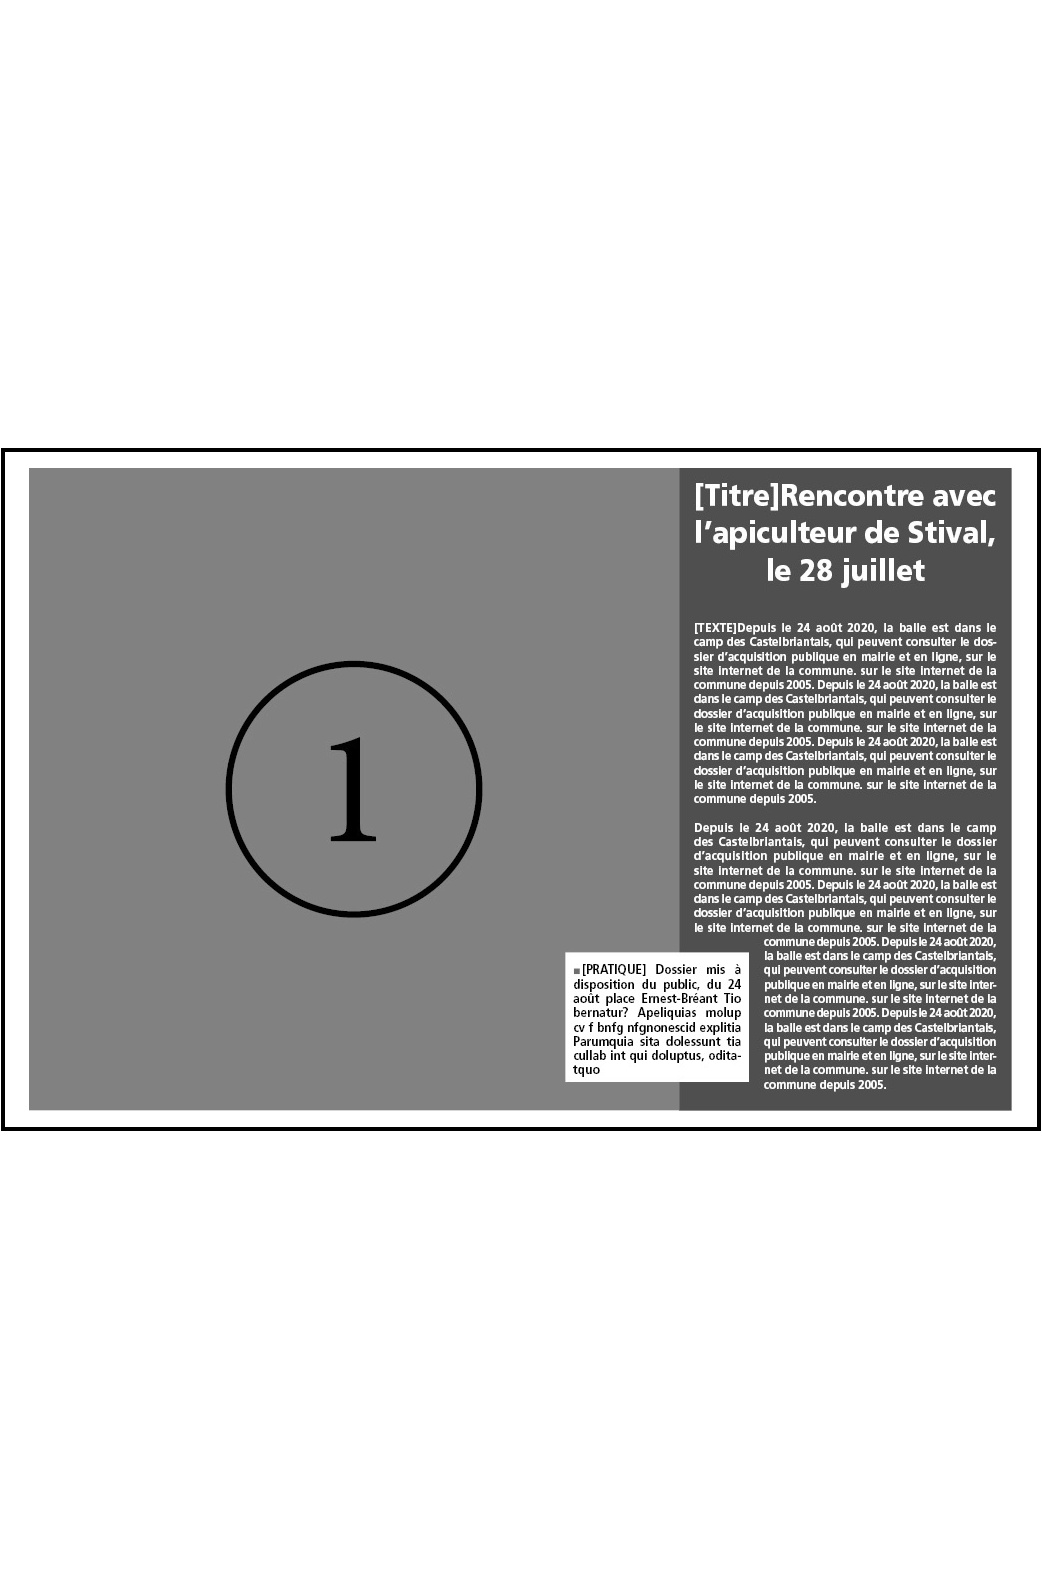 [Titre]Rencontre avec
l’apiculteur de Stival,
le 28 juillet
[TEXTE]Depuis le 24 août 2020, la balle est dans le
camp des Castelbriantais, qui peuvent consulter le dos-
sier d’acquisition publique en mairie et en ligne, sur le
site internet de la commune. sur le site internet de la
commune depuis 2005. Depuis le 24 août 2020, la balle est
dans le camp des Castelbriantais, qui peuvent consulter le
dossier d’acquisition publique en mairie et en ligne, sur
le site internet de la commune. sur le site internet de la
commune depuis 2005. Depuis le 24 août 2020, la balle est
dans le camp des Castelbriantais, qui peuvent consulter le
dossier d’acquisition publique en mairie et en ligne, sur
le site internet de la commune. sur le site internet de la
commune depuis 2005.
Depuis le 24 août 2020, la balle est dans le camp
des Castelbriantais, qui peuvent consulter le dossier
d’acquisition publique en mairie et en ligne, sur le
site internet de la commune. sur le site internet de la
commune depuis 2005. Depuis le 24 août 2020, la balle est
dans le camp des Castelbriantais, qui peuvent consulter le
dossier d’acquisition publique en mairie et en ligne, sur
le site internet de la commune. sur le site internet de la
commune depuis 2005. Depuis le 24 août 2020,
la balle est dans le camp des Castelbriantais,
qui peuvent consulter le dossier d’acquisition
publique en mairie et en ligne, sur le site inter-
net de la commune. sur le site internet de la
commune depuis 2005. Depuis le 24 août 2020,
la balle est dans le camp des Castelbriantais,
qui peuvent consulter le dossier d’acquisition
publique en mairie et en ligne, sur le site inter-
net de la commune. sur le site internet de la
commune depuis 2005.
1
■[PRATIQUE] Dossier mis à
disposition du public, du 24
août place Ernest-Bréant Tio
bernatur? Apeliquias molup
cv f bnfg nfgnonescid explitia
Parumquia sita dolessunt tia
cullab int qui doluptus, odita-
tquo